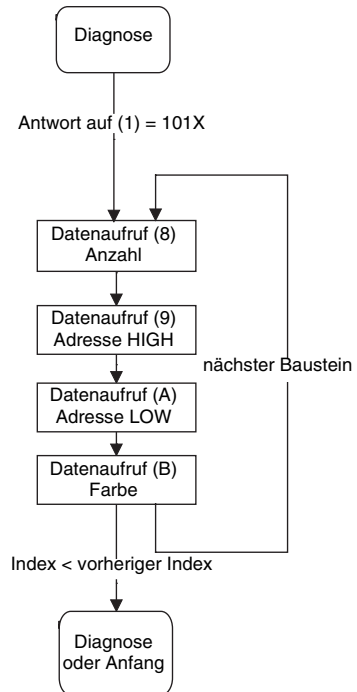 Diagnose
Antwort auf (1) = 101X
Datenaufruf (8)
Anzahl
Datenaufruf (9)
Adresse HIGH
nächster Baustein
Datenaufruf (A)
Adresse LOW
Datenaufruf (B)
Farbe
Index < vorheriger Index
Diagnose
oder Anfang